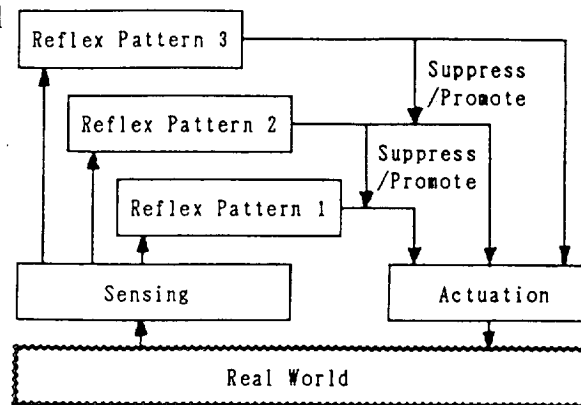 Reflex Pattern 3
Suppress
/Promote
Reflex Pattern 2
Suppress
/Promote
Reflex Pattern 1
Sensing
Actuation
Real World